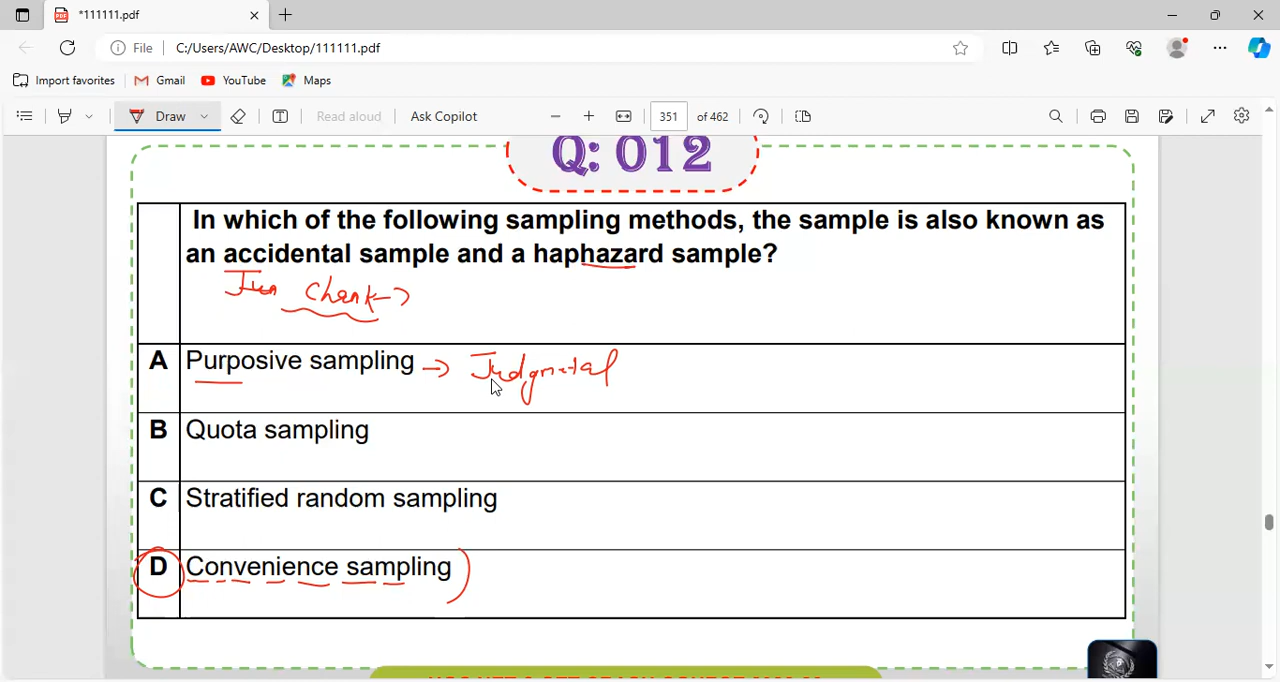 *111111.pdf
File C:/Users/AWC/Desktop/111111.pdf
Import favorites Gmail YouTube Maps
Draw Read aloud Ask Copilot 351 of 462
Q: 012
In which of the following sampling methods, the sample is also known as
an accidental sample and a haphazard sample?
Chank
A Purposive sampling → Judgmetal
B Quota sampling
C Stratified random sampling
D Convenience sampling